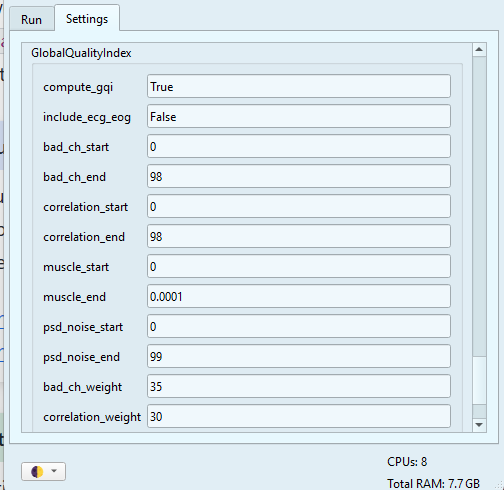 Run
Settings
GlobalQualityIndex
compute_gqi True
include_ecg_eog False
bad_ch_start 0
bad_ch_end 98
correlation_start 0
correlation_end 98
muscle_start 0
muscle_end 0.0001
psd_noise_start 0
psd_noise_end 99
bad_ch_weight 35
correlation_weight 30
CPUs: 8
Total RAM: 7.7 GB